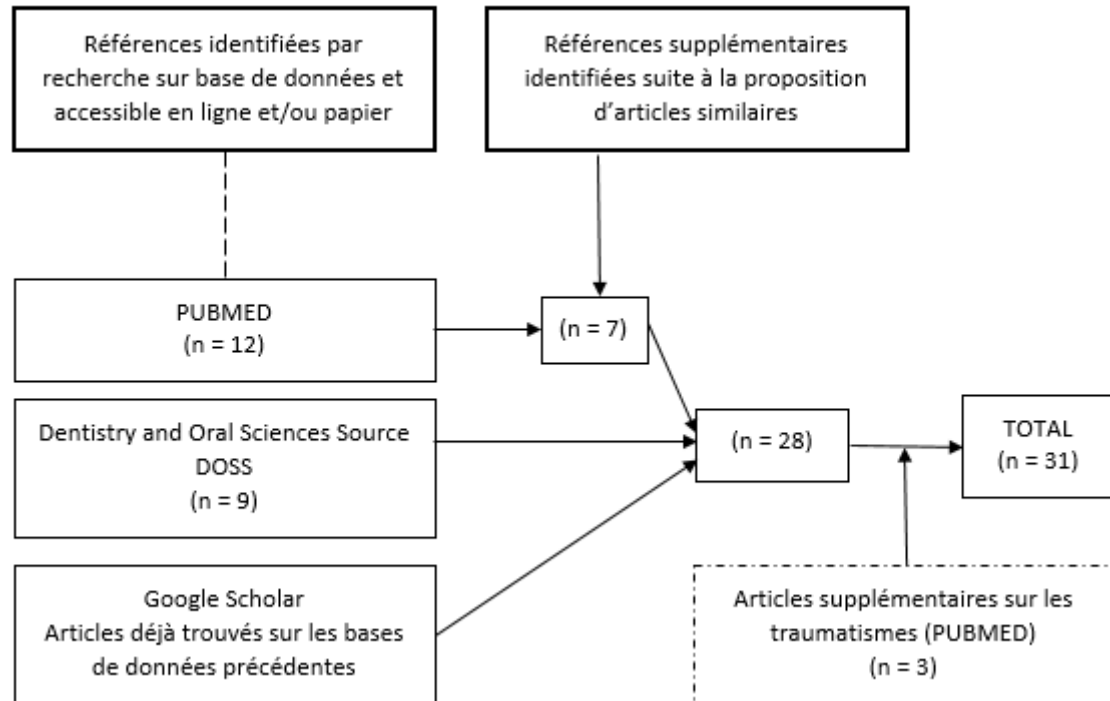 Références identifiées par
recherche sur base de données et
accessible en ligne et/ou papier
Références supplémentaires
identifiées suite à la proposition
d'articles similaires
PUBMED
(n = 12)
(n = 7)
Dentistry and Oral Sciences Source
DOSS
(n = 9)
(n = 28)
TOTAL
(n = 31)
Google Scholar
Articles déjà trouvés sur les bases
de données précédentes
Articles supplémentaires sur les
traumatismes (PUBMED)
(n = 3)